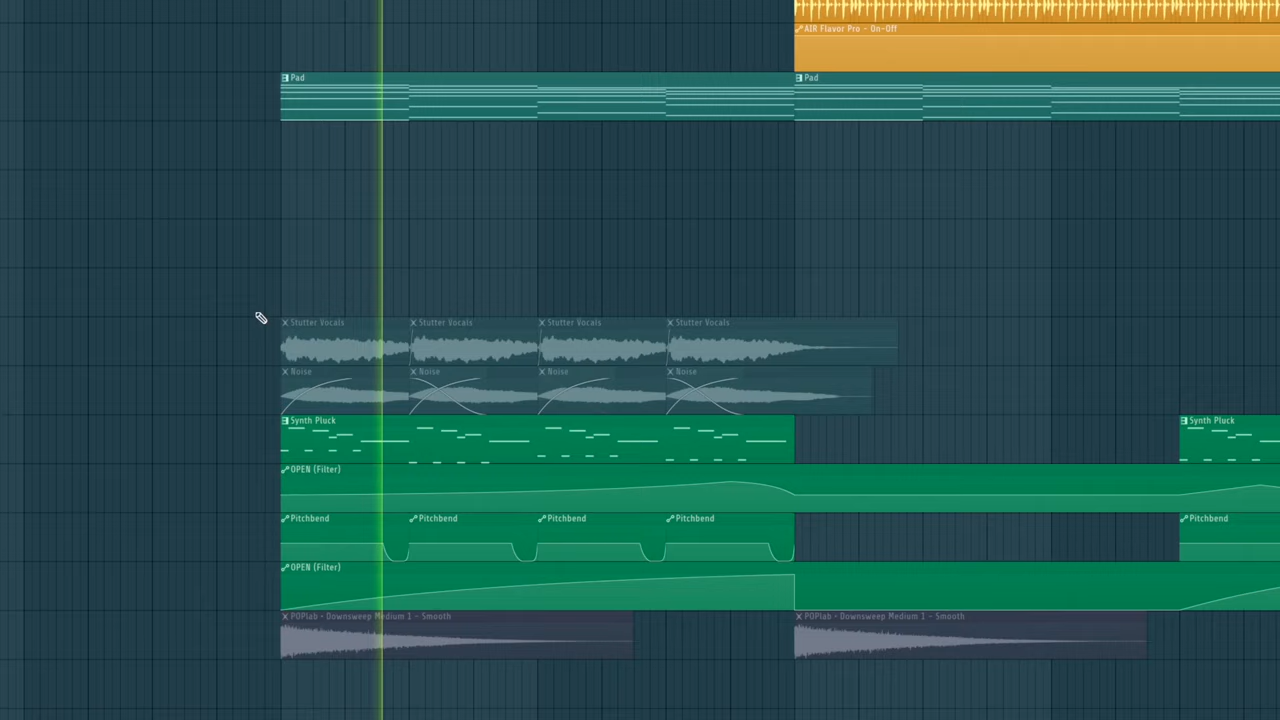 AIR Flavor Pro - On-Off
Pad Pad
Stutter Vocals Stutter Vocals Stutter Vocals Stutter Vocals
Noise Noise Noise Noise
Synth Pluck Synth Pluck
OPEN (Filter)
Pitchbend Pitchbend Pitchbend Pitchbend Pitchbend
OPEN (Filter)
POPlab - Downsweep Medium 1 - Smooth POPlab - Downsweep Medium 1 - Smooth